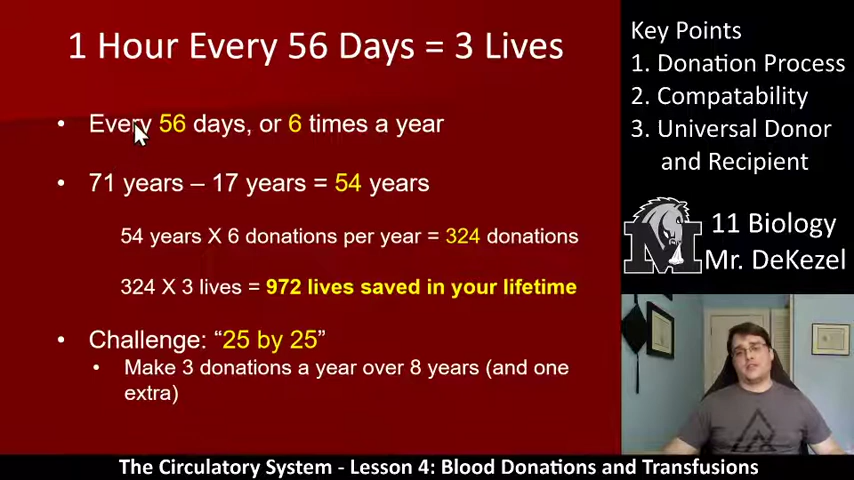 1 Hour Every 56 Days = 3 Lives
• Every 56 days, or 6 times a year
• 71 years – 17 years = 54 years
54 years X 6 donations per year = 324 donations
324 X 3 lives = 972 lives saved in your lifetime
• Challenge: “25 by 25”
• Make 3 donations a year over 8 years (and one
extra)
Key Points
1. Donation Process
2. Compatability
3. Universal Donor
and Recipient
M
11 Biology
Mr. DeKezel
The Circulatory System - Lesson 4: Blood Donations and Transfusions